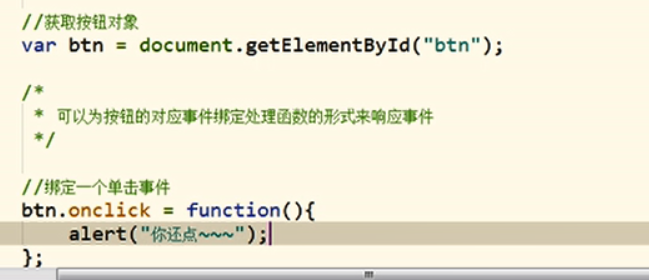 //获取按钮对象
var btn = document.getElementById("btn");
/*
* 可以为按钮的对应事件绑定处理函数的形式来响应事件
*/
//绑定一个单击事件
btn.onclick = function(){
alert("你还点~~~");
};